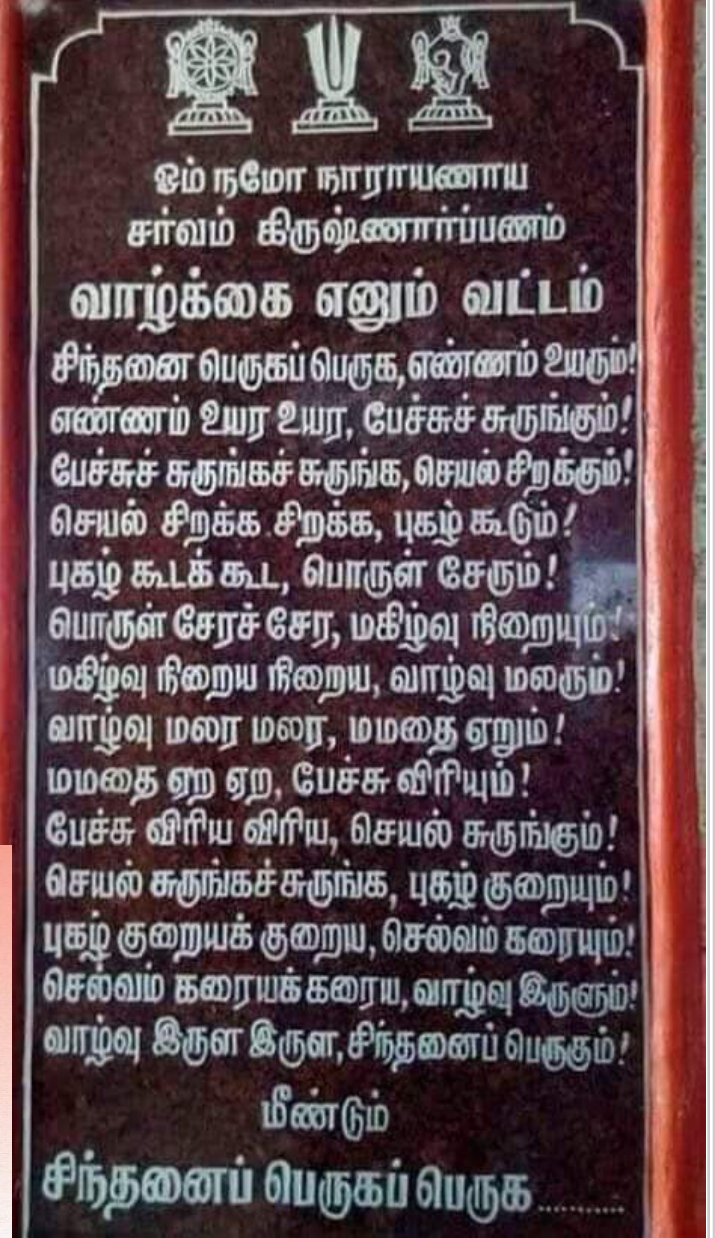 ஓம் நமோ நாராயணாய
சர்வம் கிருஷ்ணார்ப்பணம்
வாழ்க்கை எனும் வட்டம்
சிந்தனை பெருகப் பெருக, எண்ணம் உயரும்!
எண்ணம் உயர உயர, பேச்சுச் சுருங்கும்!
பேச்சுச் சுருங்கச் சுருங்க, செயல் சிறக்கும்!
செயல் சிறக்க சிறக்க, புகழ் கூடும்!
புகழ் கூடக் கூட, பொருள் சேரும்!
பொருள் சேரச் சேர, மகிழ்வு நிறையும்!
மகிழ்வு நிறைய நிறைய, வாழ்வு மலரும்!
வாழ்வு மலர மலர, மமதை ஏறும்!
மமதை ஏற ஏற, பேச்சு விரியும்!
பேச்சு விரிய விரிய, செயல் சுருங்கும்!
செயல் சுருங்கச் சுருங்க, புகழ் குறையும்!
புகழ் குறையக் குறைய, செல்வம் கரையும்!
செல்வம் கரையக் கரைய, வாழ்வு இருளும்!
வாழ்வு இருள இருள, சிந்தனைப் பெருகும்!
மீண்டும்
சிந்தனைப் பெருகப் பெருக..........